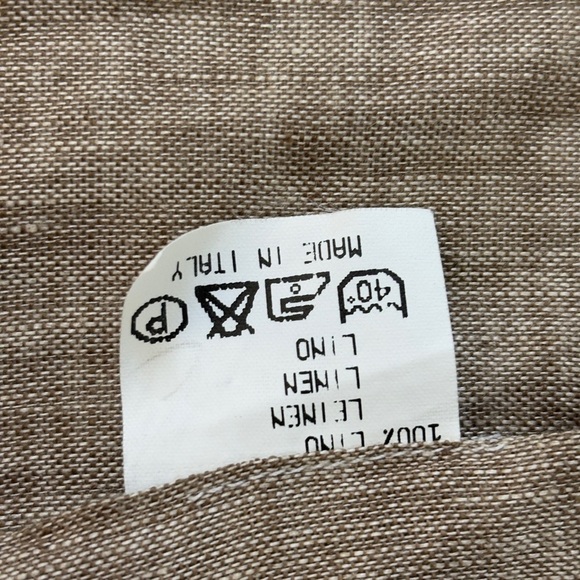 100% LINO
LEINEN
LINEN
LINO
40° P
MADE IN ITALY